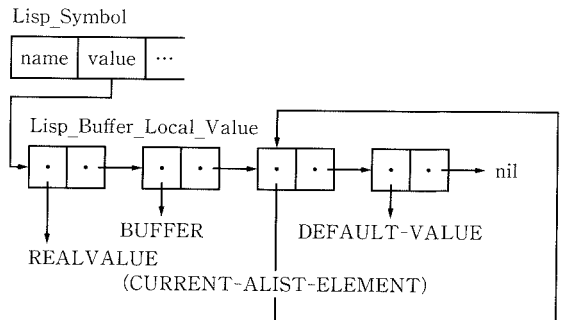 Lisp_Symbol
name value ...
Lisp_Buffer_Local_Value
nil
BUFFER DEFAULT-VALUE
REALVALUE
(CURRENT-ALIST-ELEMENT)